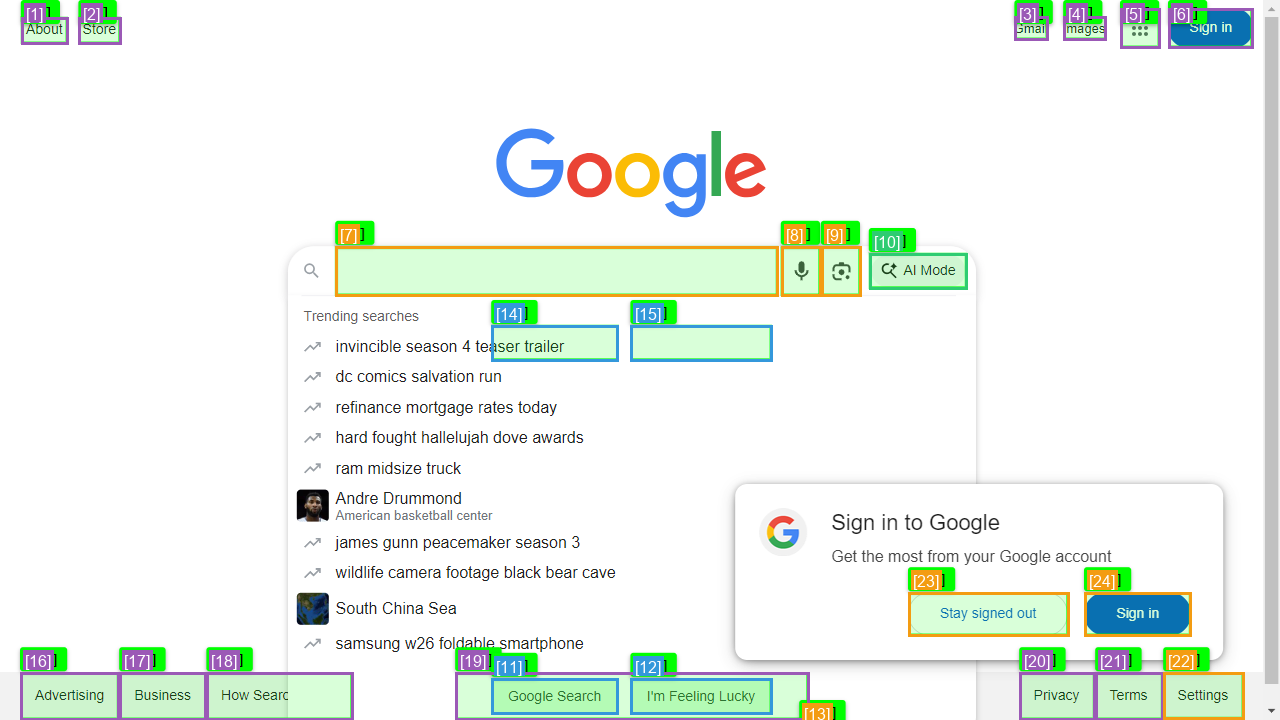 [1]] [2]] [3]] [4]] [5]] [6]]
About Store Gmai mages Sign in
Google
[7]] [8]] [9]] [10]]
AI Mode
Trending searches
[14]] [15]]
invincible season 4 teaser trailer
dc comics salvation run
refinance mortgage rates today
hard fought hallelujah dove awards
ram midsize truck
Andre Drummond
American basketball center
james gunn peacemaker season 3
wildlife camera footage black bear cave
South China Sea
samsung w26 foldable smartphone
Sign in to Google
Get the most from your Google account
[23]] [24]]
Stay signed out Sign in
[16]] [17]] [18]] [19] [11]] [12]] [20]] [21]] [22]]
Advertising Business How Searc Google Search I'm Feeling Lucky Privacy Terms Settings
[13]]